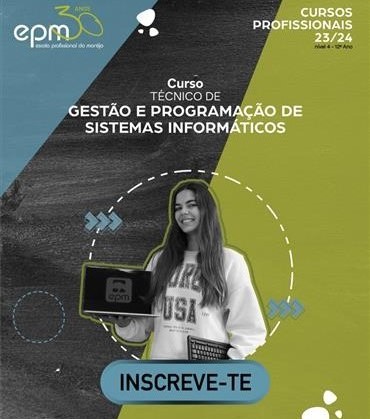 30 ANOS
epm
escola profissional do montijo
CURSOS
PROFISSIONAIS
23/24
nível 4 - 12º Ano
Curso
TÉCNICO DE
GESTÃO E PROGRAMAÇÃO DE
SISTEMAS INFORMÁTICOS
epm
USA
INSCREVE-TE